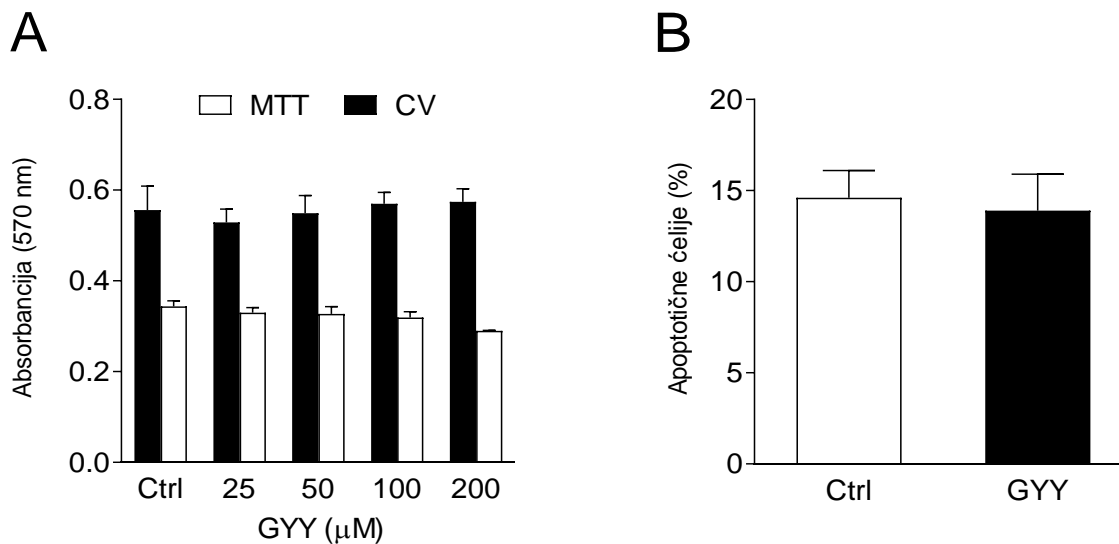 A
Absorbancija (570 nm)
0.8
0.6
0.4
0.2
0.0
MTT CV
Ctrl 25 50 100 200
GYY (μM)
B
Apoptotične ćelije (%)
20
15
10
5
0
Ctrl GYY